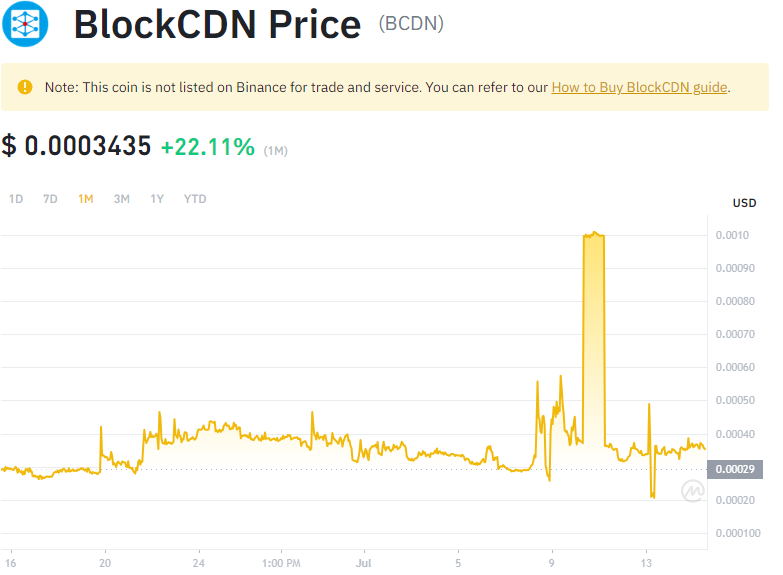 BlockCDN Price (BCDN)
Note: This coin is not listed on Binance for trade and service. You can refer to our How to Buy BlockCDN guide.
$ 0.0003435 +22.11% (1M)
1D 7D 1M 3M 1Y YTD
USD
0.0010
0.00090
0.00080
0.00070
0.00060
0.00050
0.00040
0.00029
0.00020
0.000100
16 20 24 1:00 PM Jul 5 9 13